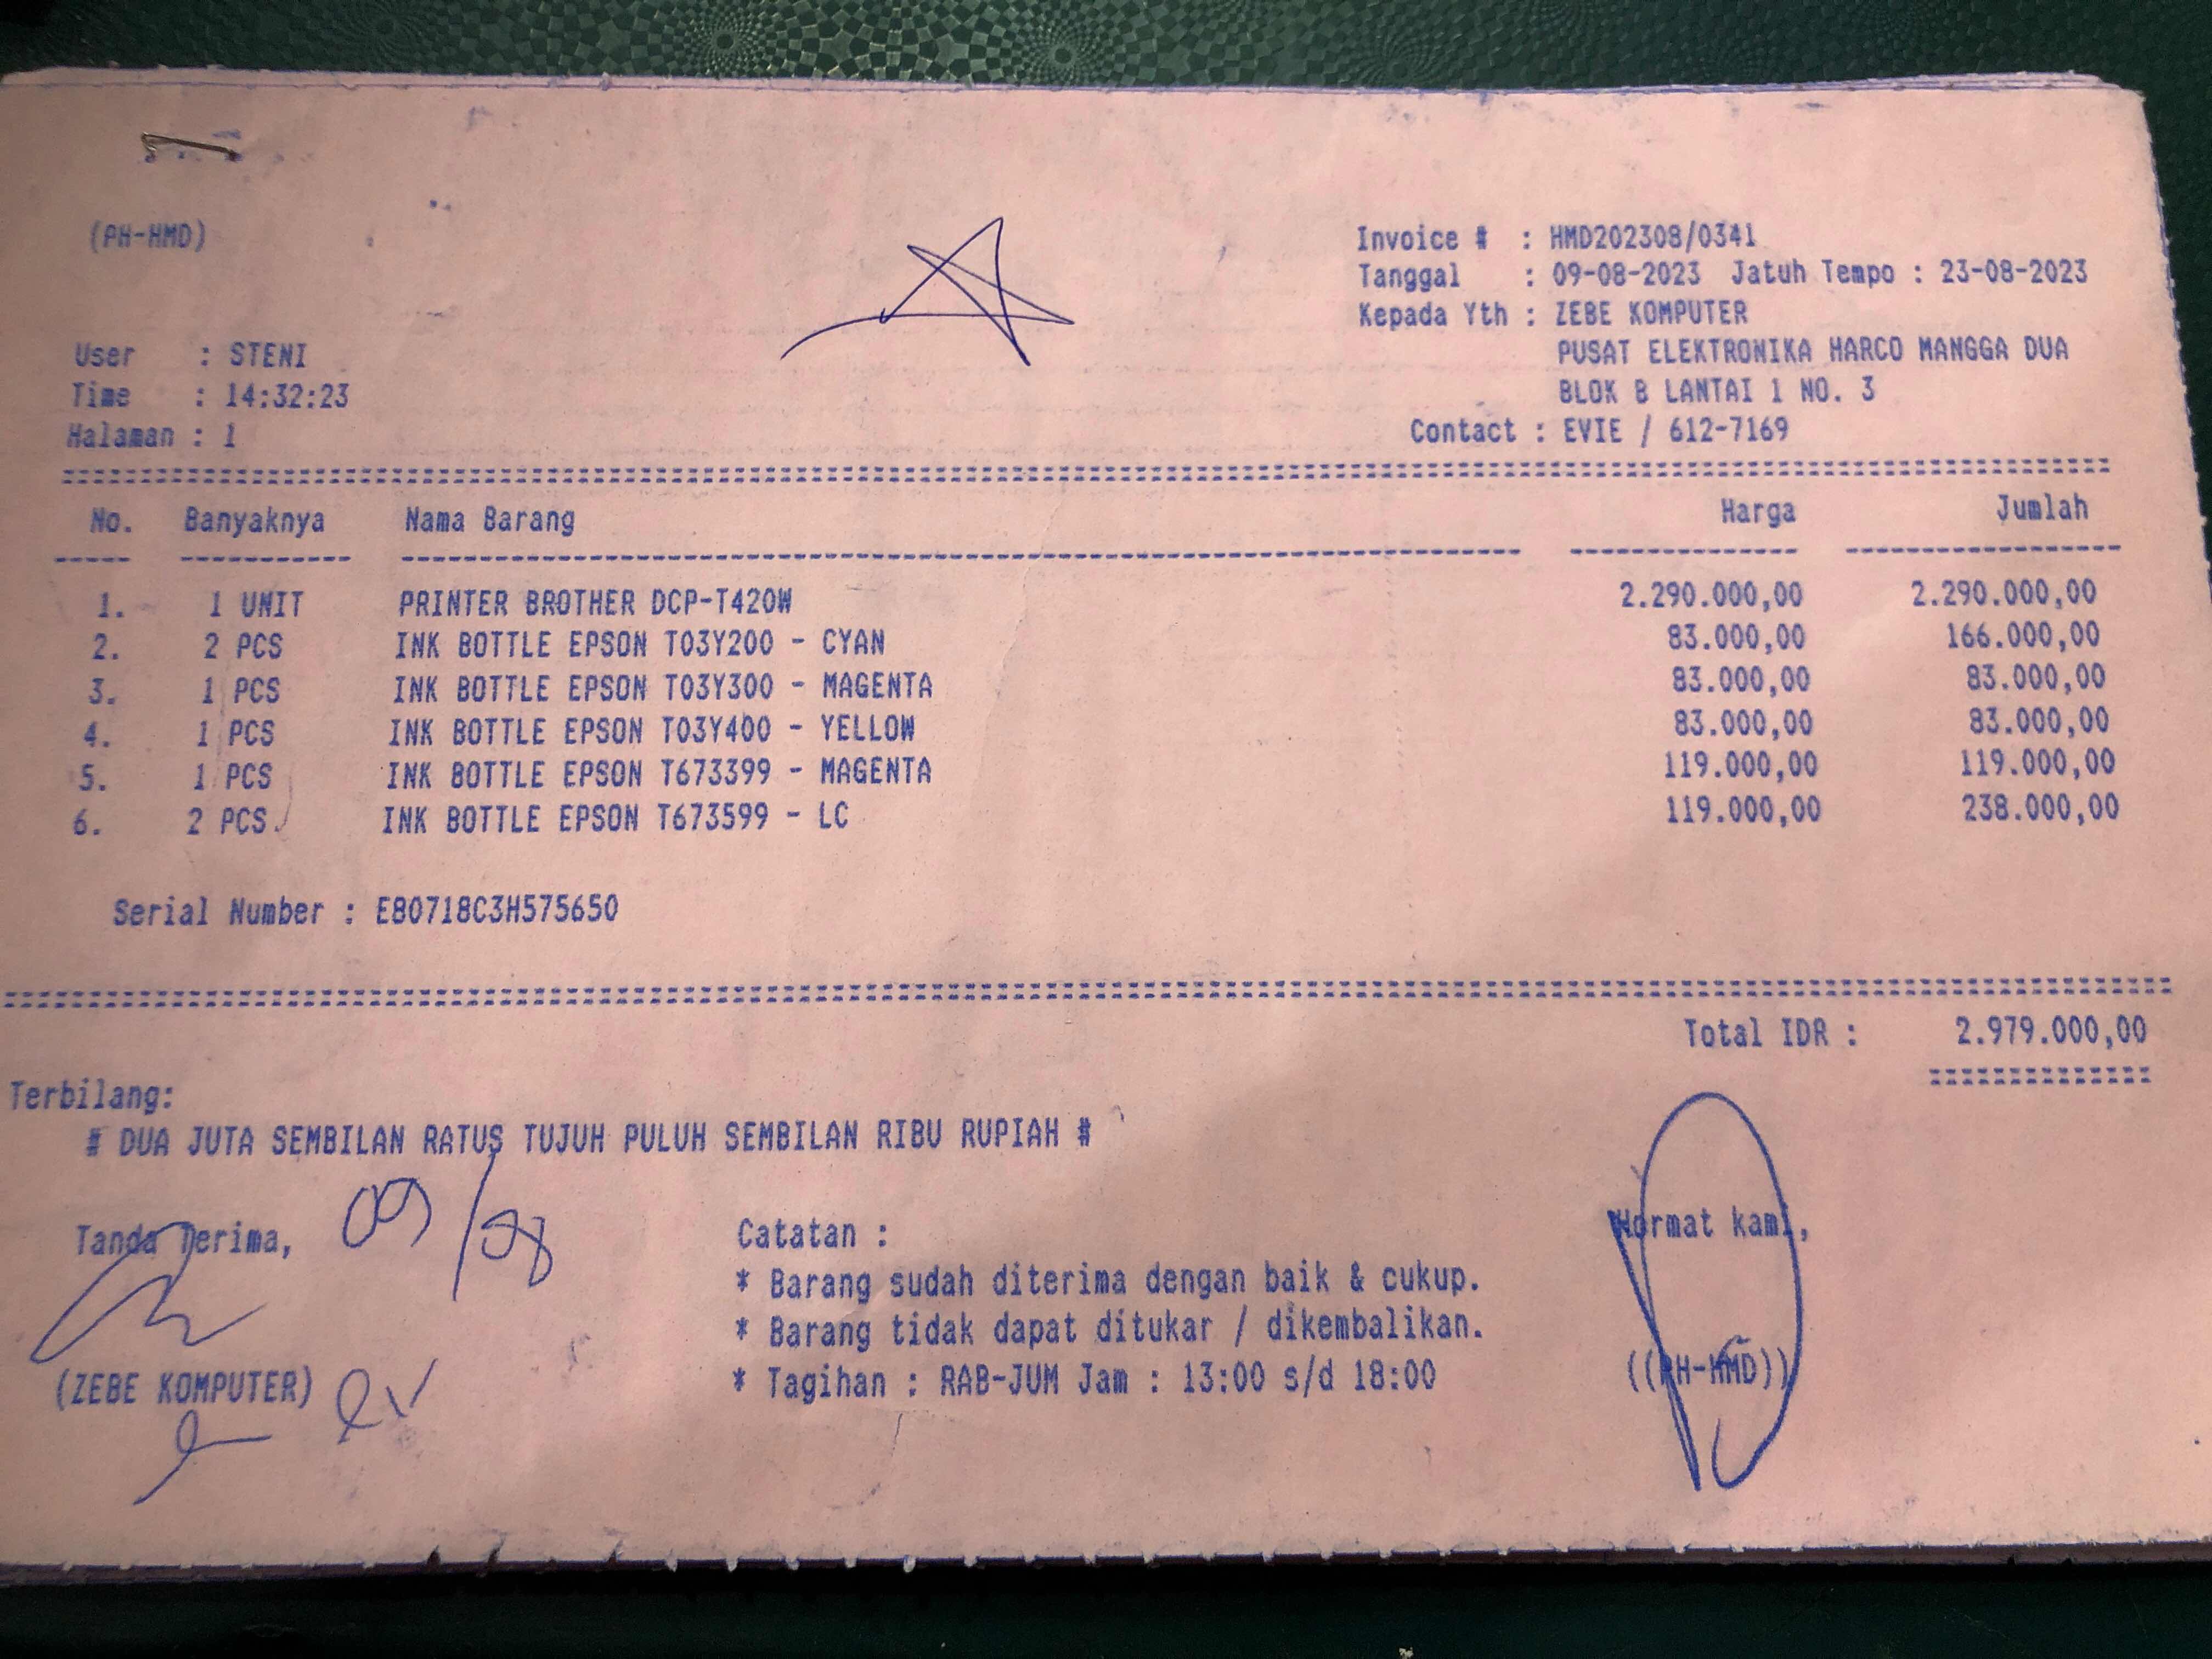 (PH-HMD)
Invoice # : HMD202308/0341
Tanggal : 09-08-2023 Jatuh Tempo : 23-08-2023
Kepada Yth : ZEBE KOMPUTER
PUSAT ELEKTRONIKA HARCO MANGGA DUA
BLOK B LANTAI 1 NO. 3
Contact : EVIE / 612-7169
User : STENI
Time : 14:32:23
Halaman : 1
No. Banyaknya Nama Barang Harga Jumlah
1. 1 UNIT PRINTER BROTHER DCP-T420W 2.290.000,00 2.290.000,00
2. 2 PCS INK BOTTLE EPSON T03Y200 - CYAN 83.000,00 166.000,00
3. 1 PCS INK BOTTLE EPSON T03Y300 - MAGENTA 83.000,00 83.000,00
4. 1 PCS INK BOTTLE EPSON T03Y400 - YELLOW 83.000,00 83.000,00
5. 1 PCS INK BOTTLE EPSON T673399 - MAGENTA 119.000,00 119.000,00
6. 2 PCS INK BOTTLE EPSON T673599 - LC 119.000,00 238.000,00
Serial Number : E80718C3H575650
Total IDR : 2.979.000,00
Terbilang:
# DUA JUTA SEMBILAN RATUS TUJUH PULUH SEMBILAN RIBU RUPIAH #
Tanda Terima, 09/08
(ZEBE KOMPUTER)
Catatan :
* Barang sudah diterima dengan baik & cukup.
* Barang tidak dapat ditukar / dikembalikan.
* Tagihan : RAB-JUM Jam : 13:00 s/d 18:00
Hormat kami,
((PH-HMD))